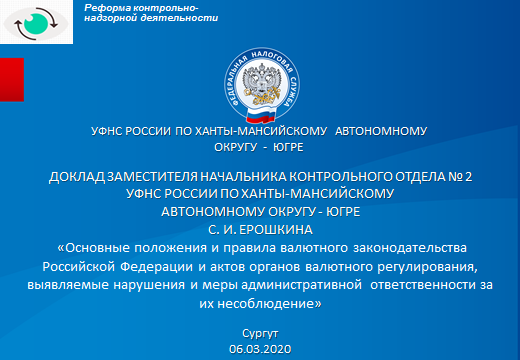 Реформа контрольно-
надзорной деятельности
ФЕДЕРАЛЬНАЯ НАЛОГОВАЯ СЛУЖБА
УФНС РОССИИ ПО ХАНТЫ-МАНСИЙСКОМУ АВТОНОМНОМУ
ОКРУГУ - ЮГРЕ
ДОКЛАД ЗАМЕСТИТЕЛЯ НАЧАЛЬНИКА КОНТРОЛЬНОГО ОТДЕЛА № 2
УФНС РОССИИ ПО ХАНТЫ-МАНСИЙСКОМУ
АВТОНОМНОМУ ОКРУГУ - ЮГРЕ
С. И. ЕРОШКИНА
«Основные положения и правила валютного законодательства
Российской Федерации и актов органов валютного регулирования,
выявляемые нарушения и меры административной ответственности за
их несоблюдение»
Сургут
06.03.2020